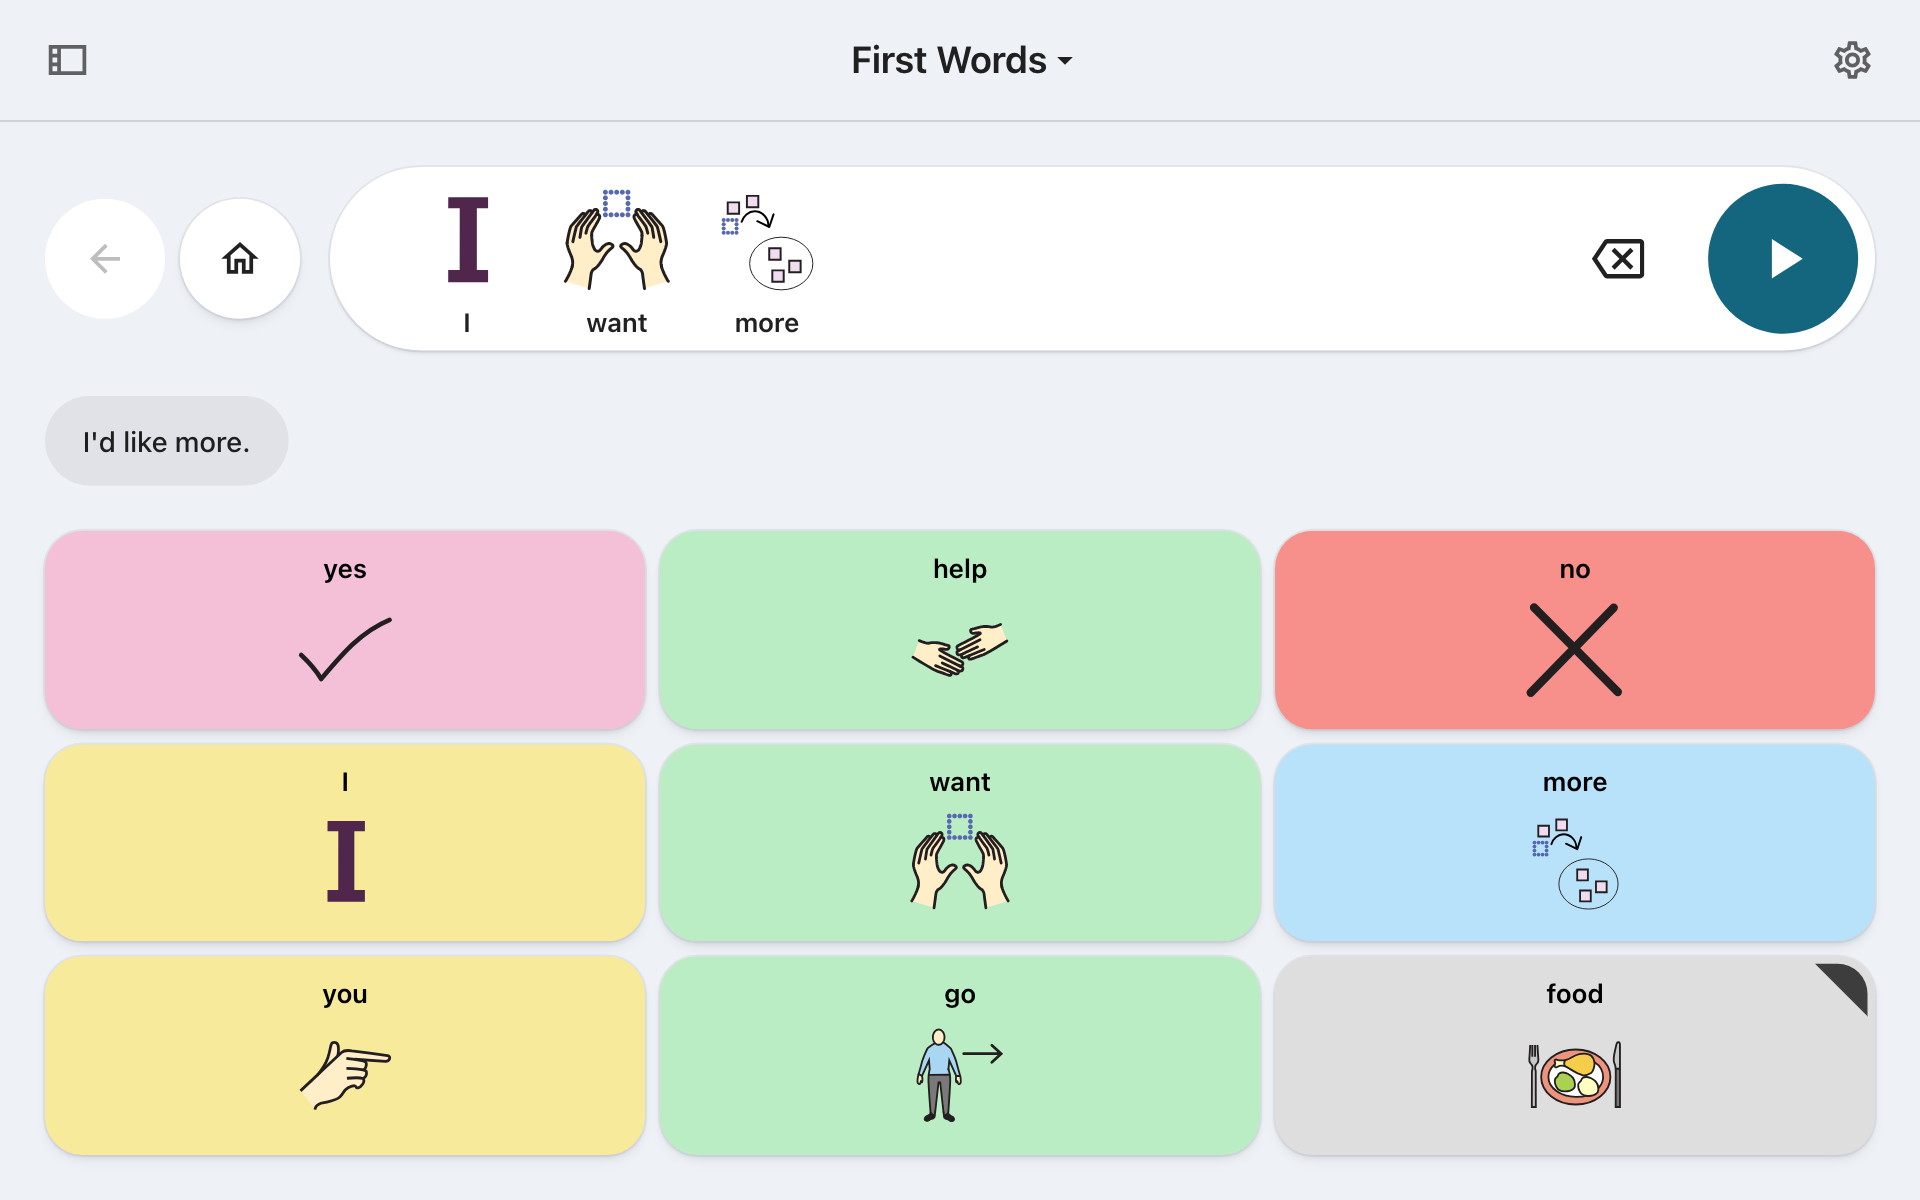 First Words
I want more
I'd like more.
yes help no
I want more
you go food